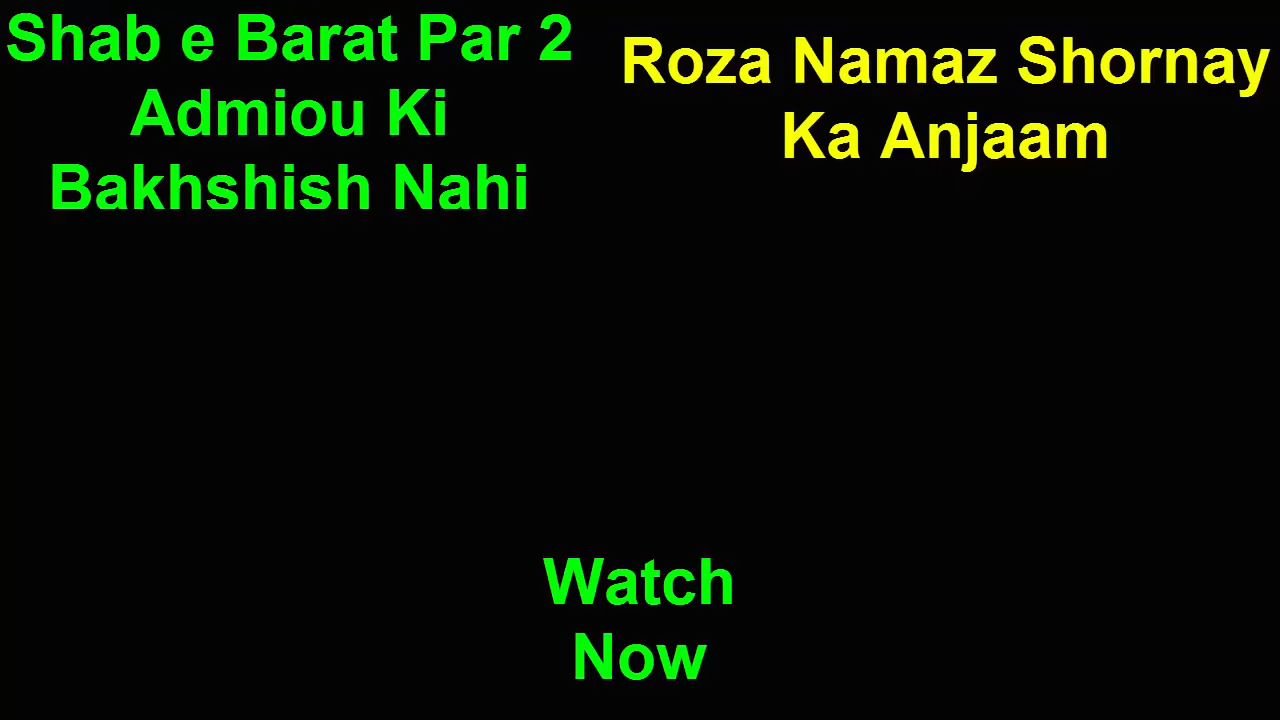 Shab e Barat Par 2
Admiou Ki
Bakhshish Nahi
Roza Namaz Shornay
Ka Anjaam
Watch
Now